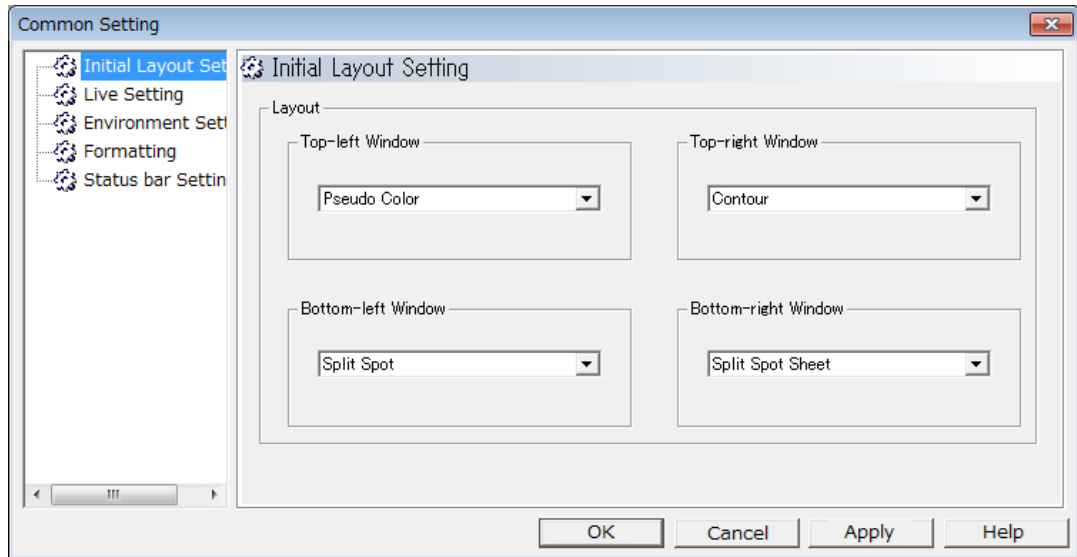 Common Setting
Initial Layout Set
Live Setting
Environment Sett
Formatting
Status bar Settin
Initial Layout Setting
Layout
Top-left Window
Top-right Window
Pseudo Color
Contour
Bottom-left Window
Bottom-right Window
Split Spot
Split Spot Sheet
OK
Cancel
Apply
Help